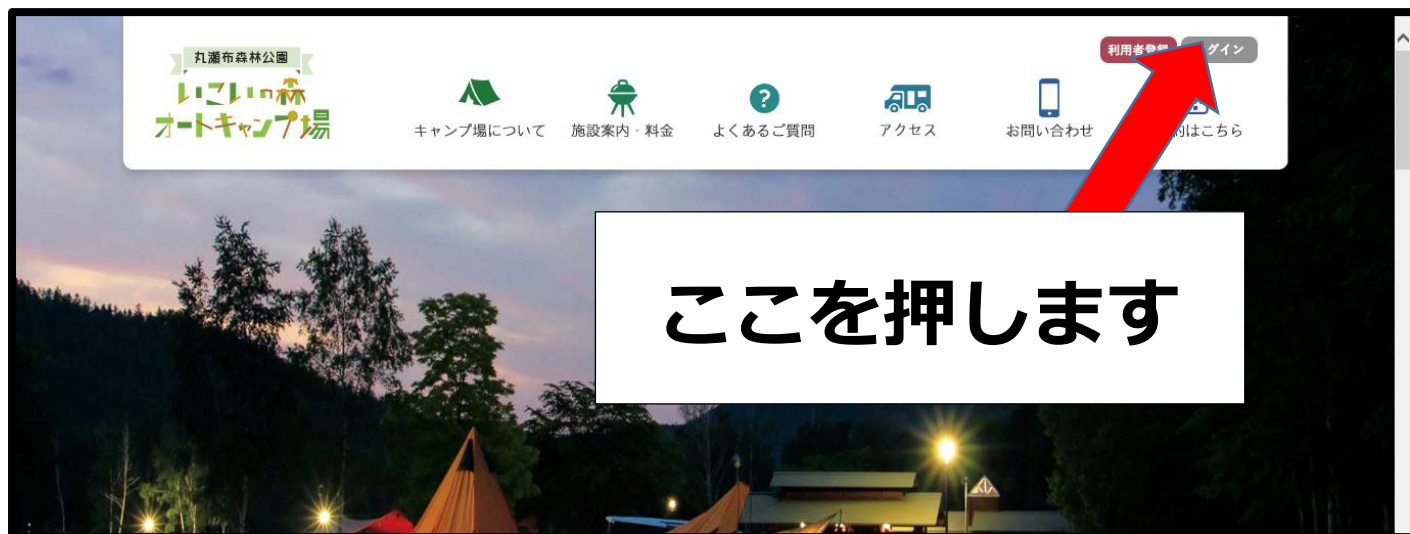 丸瀬布森林公園
いこいの森
オートキャンプ場
利用者登録
グイン
キャンプ場について
施設案内・料金
よくあるご質問
アクセス
お問い合わせ
約はこちら
ここを押します